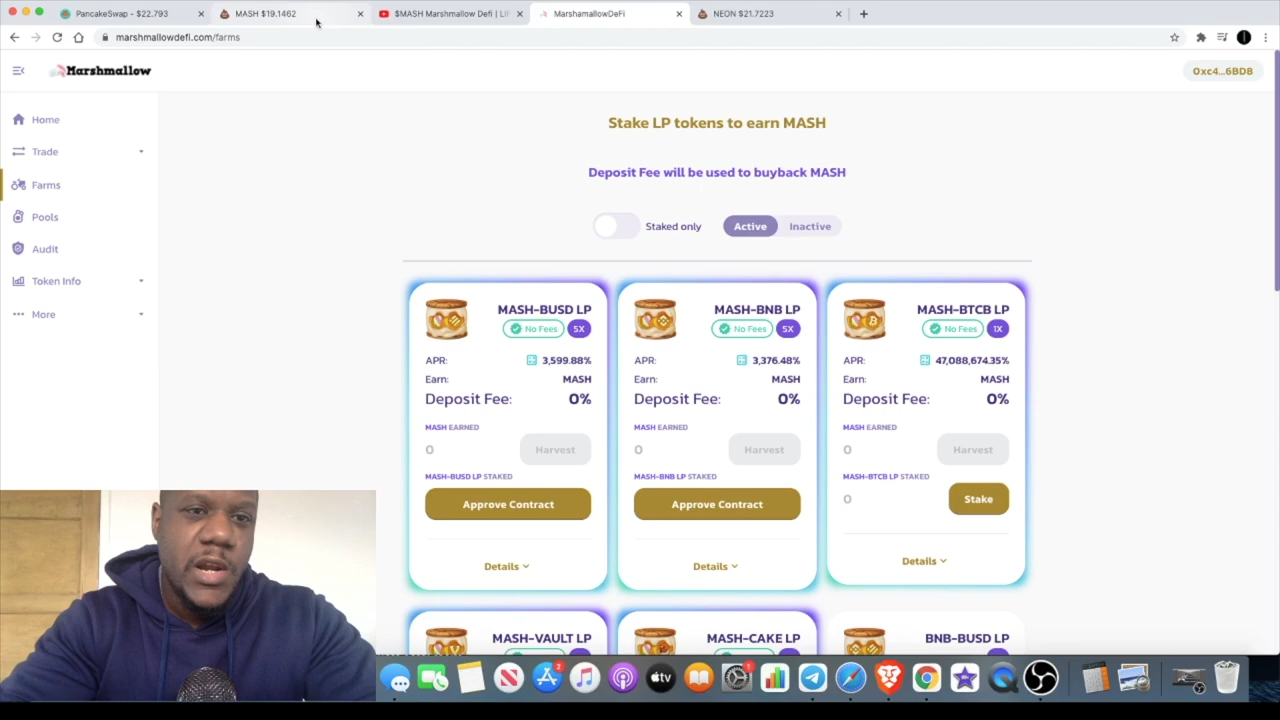 PancakeSwap - $22.793
MASH $19.1462
$MASH Marshmallow Defi | LI
MarshamallowDeFi
NEON $21.7223
marshmallowdefi.com/farms
Marshmallow
0xc4...6BD8
Home
Trade
Farms
Pools
Audit
Token Info
More
Stake LP tokens to earn MASH
Deposit Fee will be used to buyback MASH
Staked only
Active
Inactive
MASH-BUSD LP
No Fees
5X
APR:
3,599.88%
Earn:
MASH
Deposit Fee:
0%
MASH EARNED
0
Harvest
MASH-BUSD LP STAKED
Approve Contract
Details
MASH-BNB LP
No Fees
5X
APR:
3,376.48%
Earn:
MASH
Deposit Fee:
0%
MASH EARNED
0
Harvest
MASH-BNB LP STAKED
Approve Contract
Details
MASH-BTCB LP
No Fees
1X
APR:
47,088,674.35%
Earn:
MASH
Deposit Fee:
0%
MASH EARNED
0
Harvest
MASH-BTCB LP STAKED
0
Stake
Details
MASH-VAULT LP
MASH-CAKE LP
BNB-BUSD LP
2
tv
1